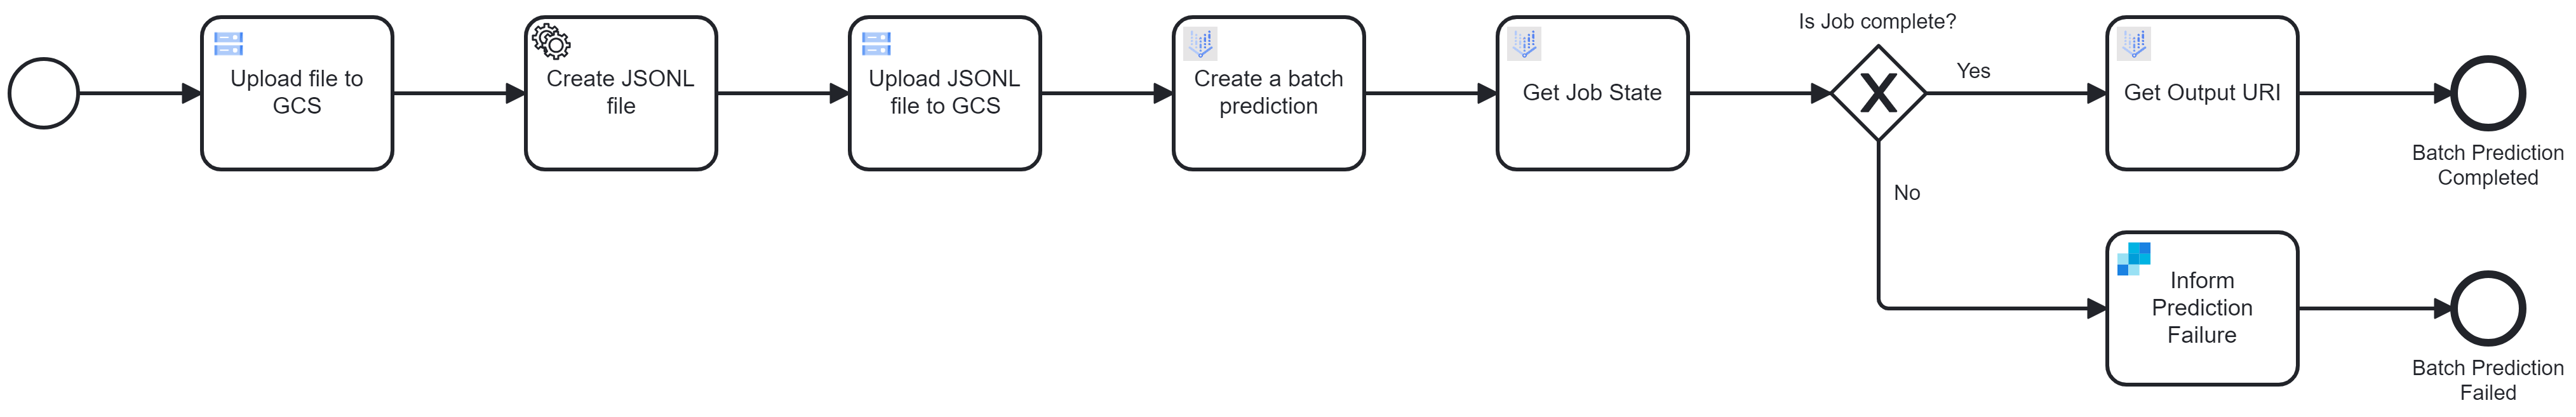 Upload file to
GCS
Create JSONL
file
Upload JSONL
file to GCS
Create a batch
prediction
Get Job State
Is Job complete?
Yes
No
Get Output URI
Batch Prediction
Completed
Inform
Prediction
Failure
Batch Prediction
Failed